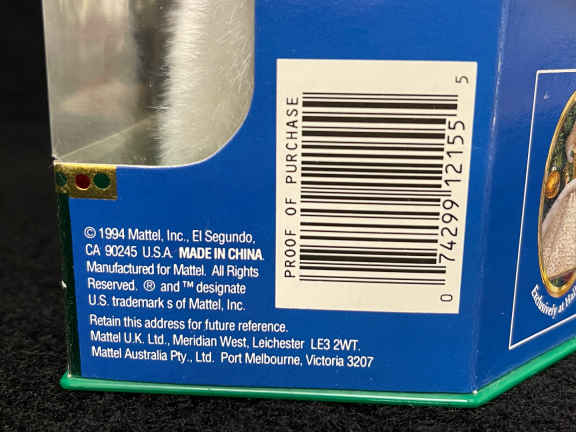 PROOF OF PURCHASE
0 74299 12155 5
© 1994 Mattel, Inc., El Segundo,
CA 90245 U.S.A. MADE IN CHINA.
Manufactured for Mattel. All Rights
Reserved. ® and ™ designate
U.S. trademark s of Mattel, Inc.
Retain this address for future reference.
Mattel U.K. Ltd., Meridian West, Leichester LE3 2WT.
Mattel Australia Pty., Ltd. Port Melbourne, Victoria 3207
Exclusively at